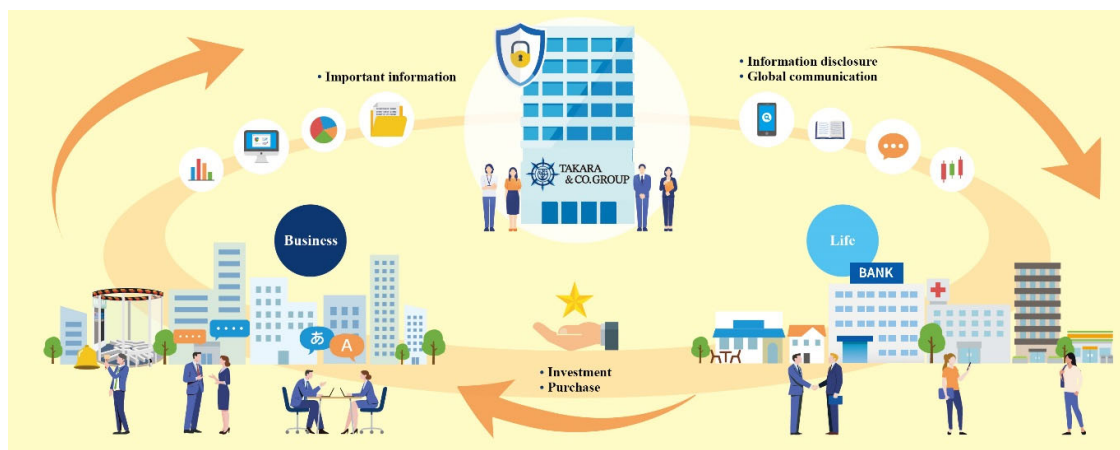 • Important information
• Information disclosure
• Global communication
TAKARA
& CO. GROUP
Business
Life
BANK
あ
A
• Investment
• Purchase